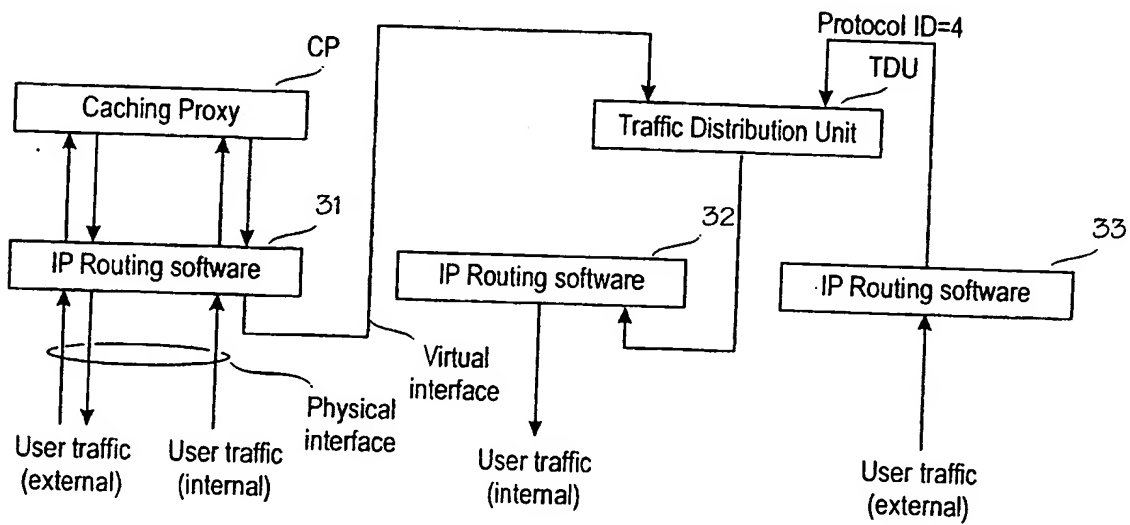 Protocol ID=4
CP
TDU
Caching Proxy
Traffic Distribution Unit
31
32
33
IP Routing software
IP Routing software
IP Routing software
Virtual
interface
Physical
interface
User traffic
(external)
User traffic
(internal)
User traffic
(internal)
User traffic
(external)